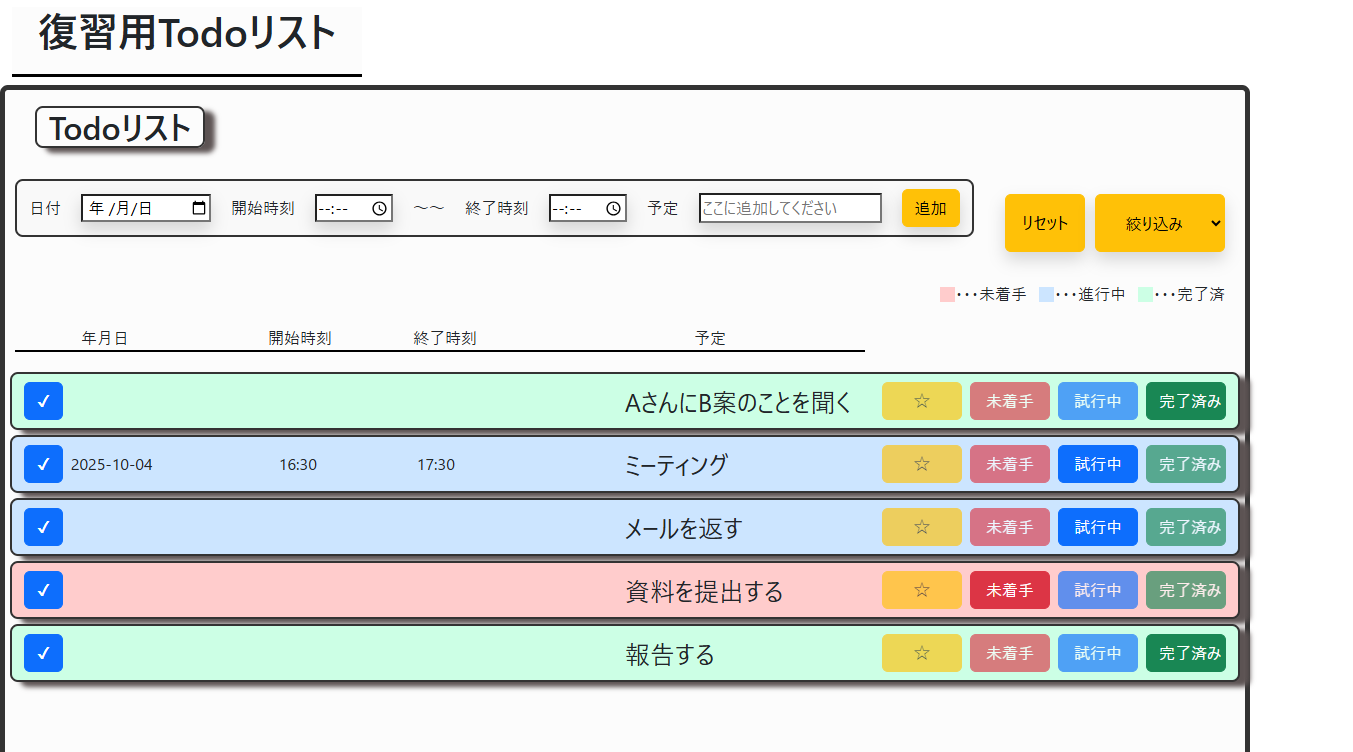 復習用Todoリスト
Todoリスト
日付 年 /月/日 開始時刻 --:-- ～～ 終了時刻 --:-- 予定 ここに追加してください 追加 リセット 絞り込み
･･･未着手 ･･･進行中 ･･･完了済
年月日 開始時刻 終了時刻 予定
✓ AさんにB案のことを聞く ☆ 未着手 試行中 完了済み
✓ 2025-10-04 16:30 17:30 ミーティング ☆ 未着手 試行中 完了済み
✓ メールを返す ☆ 未着手 試行中 完了済み
✓ 資料を提出する ☆ 未着手 試行中 完了済み
✓ 報告する ☆ 未着手 試行中 完了済み